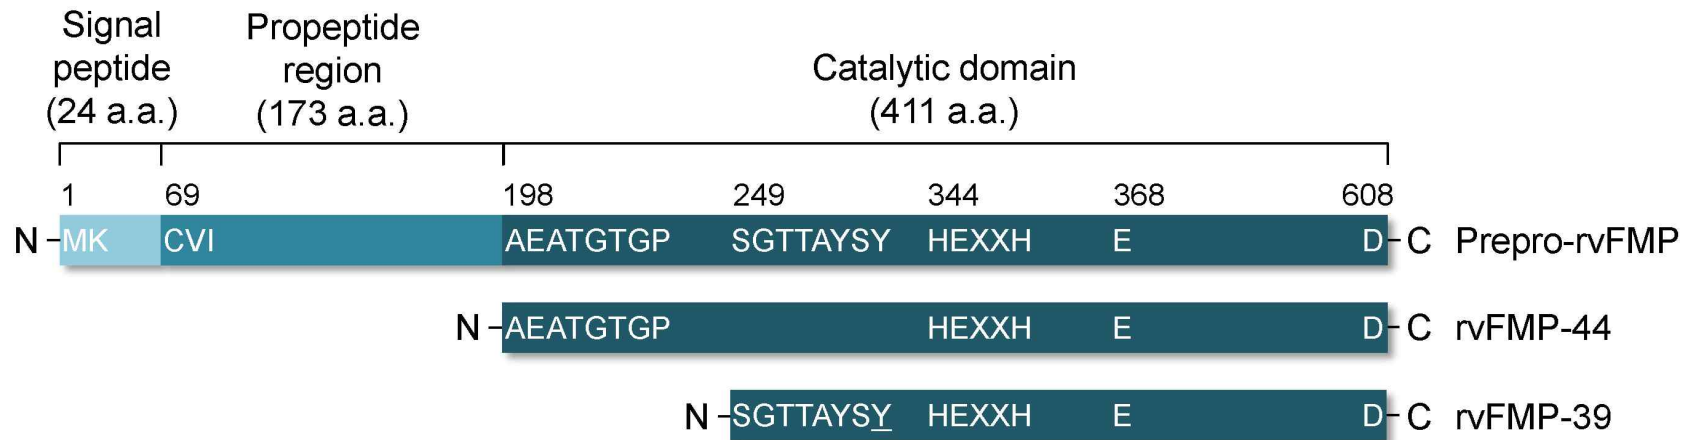 Signal peptide (24 a.a.)
Propeptide region (173 a.a.)
Catalytic domain (411 a.a.)
1 69 198 249 344 368 608
N MK CVI AEATGTGP SGTTAYSY HEXXH E D C Prepro-rvFMP
N AEATGTGP HEXXH E D C rvFMP-44
N SGTTAYSY HEXXH E D C rvFMP-39